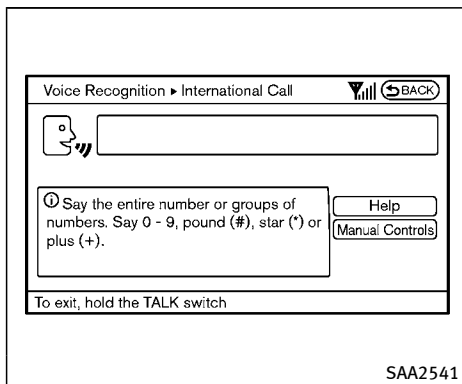 Voice Recognition ▸ International Call
BACK
ⓘ Say the entire number or groups of
numbers. Say 0 - 9, pound (#), star (*) or
plus (+).
Help
Manual Controls
To exit, hold the TALK switch
SAA2541